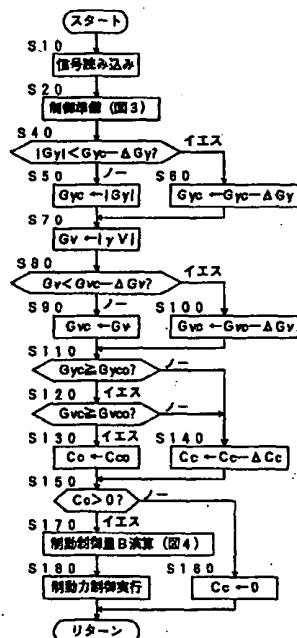 スタート
S10
信号読み込み
S20
制御準備 (図3)
S40
|Gy|<Gyc-ΔGy?
イエス
S50
ノー
S60
Gyc←|Gy|
Gyc←Gyc-ΔGy
S70
Gv←|γV|
S80
Gv<Gvc-ΔGv?
イエス
S90
ノー
S100
Gvc←Gv
Gvc←Gvc-ΔGv
S110
Gyc≧Gyco?
ノー
S120
イエス
Gvc≧Gvco?
ノー
S130
イエス
S140
Cc←Cco
Cc←Cc-ΔCc
S150
Cc>0?
ノー
S170
イエス
制動制御量B演算 (図4)
S180
S160
制動力制御実行
Cc←0
リターン